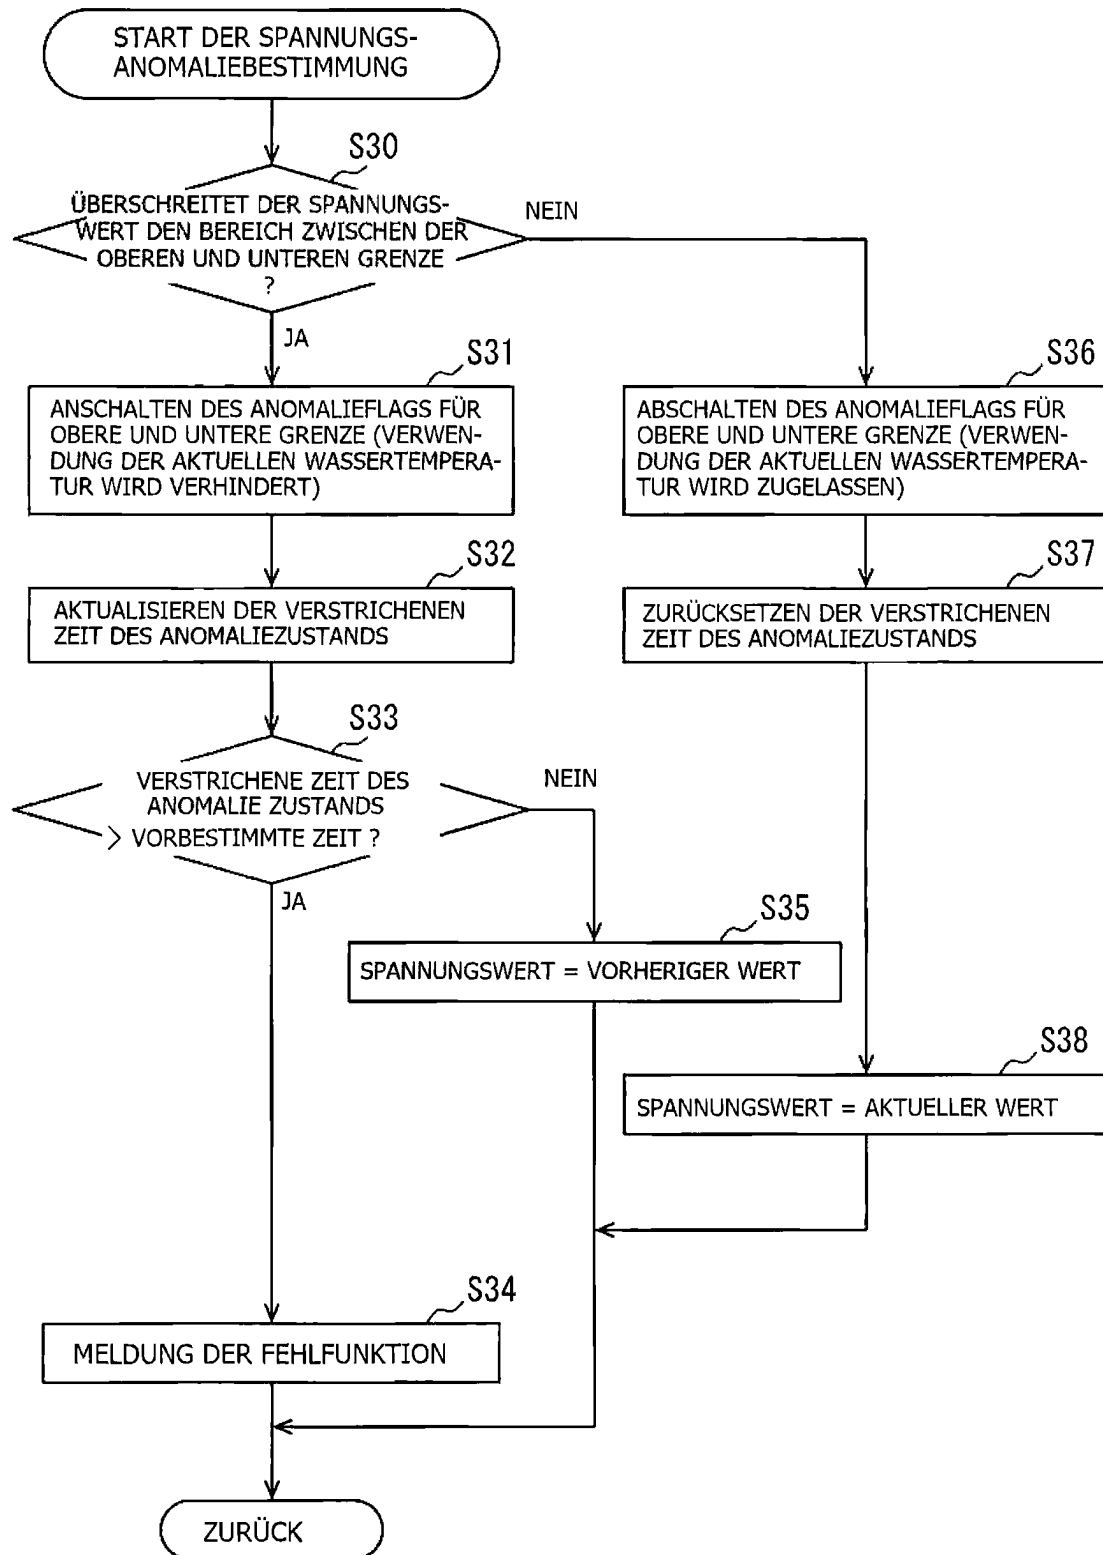 START DER SPANNUNGS-
ANOMALIEBESTIMMUNG
S30
ÜBERSCHREITET DER SPANNUNGS-
WERT DEN BEREICH ZWISCHEN DER
OBEREN UND UNTEREN GRENZE
?
NEIN
JA
S31
ANSCHALTEN DES ANOMALIEFLAGS FÜR
OBERE UND UNTERE GRENZE (VERWEN-
DUNG DER AKTUELLEN WASSERTEMPERA-
TUR WIRD VERHINDERT)
S36
ABSCHALTEN DES ANOMALIEFLAGS FÜR
OBERE UND UNTERE GRENZE (VERWEN-
DUNG DER AKTUELLEN WASSERTEMPERA-
TUR WIRD ZUGELASSEN)
S32
AKTUALISIEREN DER VERSTRICHENEN
ZEIT DES ANOMALIEZUSTANDS
S37
ZURÜCKSETZEN DER VERSTRICHENEN
ZEIT DES ANOMALIEZUSTANDS
S33
VERSTRICHENE ZEIT DES
ANOMALIE ZUSTANDS
> VORBESTIMMTE ZEIT ?
NEIN
JA
S35
SPANNUNGSWERT = VORHERIGER WERT
S38
SPANNUNGSWERT = AKTUELLER WERT
S34
MELDUNG DER FEHLFUNKTION
ZURÜCK